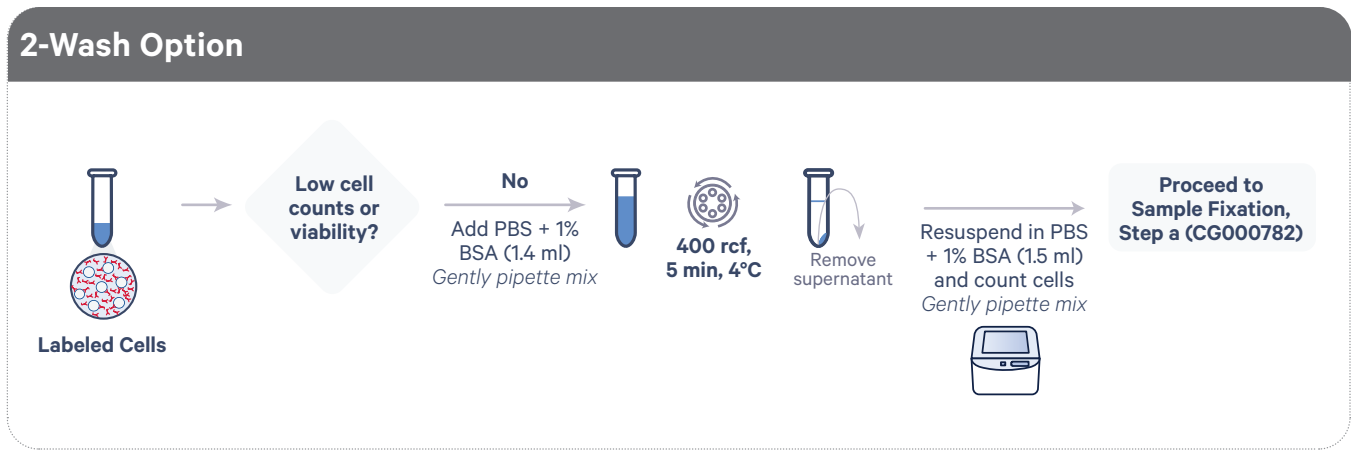 2-Wash Option
Labeled Cells
Low cell
counts or
viability?
No
Add PBS + 1%
BSA (1.4 ml)
Gently pipette mix
400 rcf,
5 min, 4°C
Remove
supernatant
Resuspend in PBS
+ 1% BSA (1.5 ml)
and count cells
Gently pipette mix
Proceed to
Sample Fixation,
Step a (CG000782)